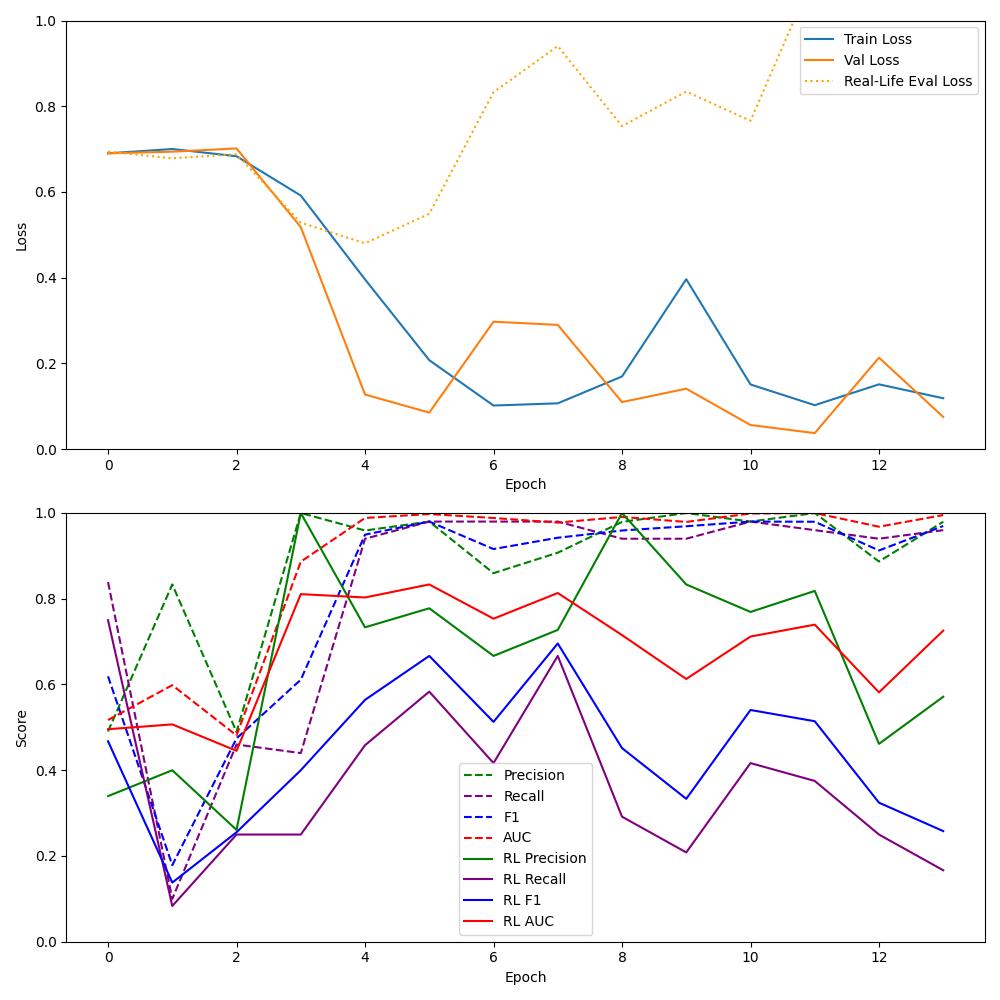 1.0
0.8
0.6
0.4
0.2
0.0
Loss
Train Loss
Val Loss
Real-Life Eval Loss
0 2 4 6 8 10 12
Epoch
1.0
0.8
0.6
0.4
0.2
0.0
Score
Precision
Recall
F1
AUC
RL Precision
RL Recall
RL F1
RL AUC
0 2 4 6 8 10 12
Epoch